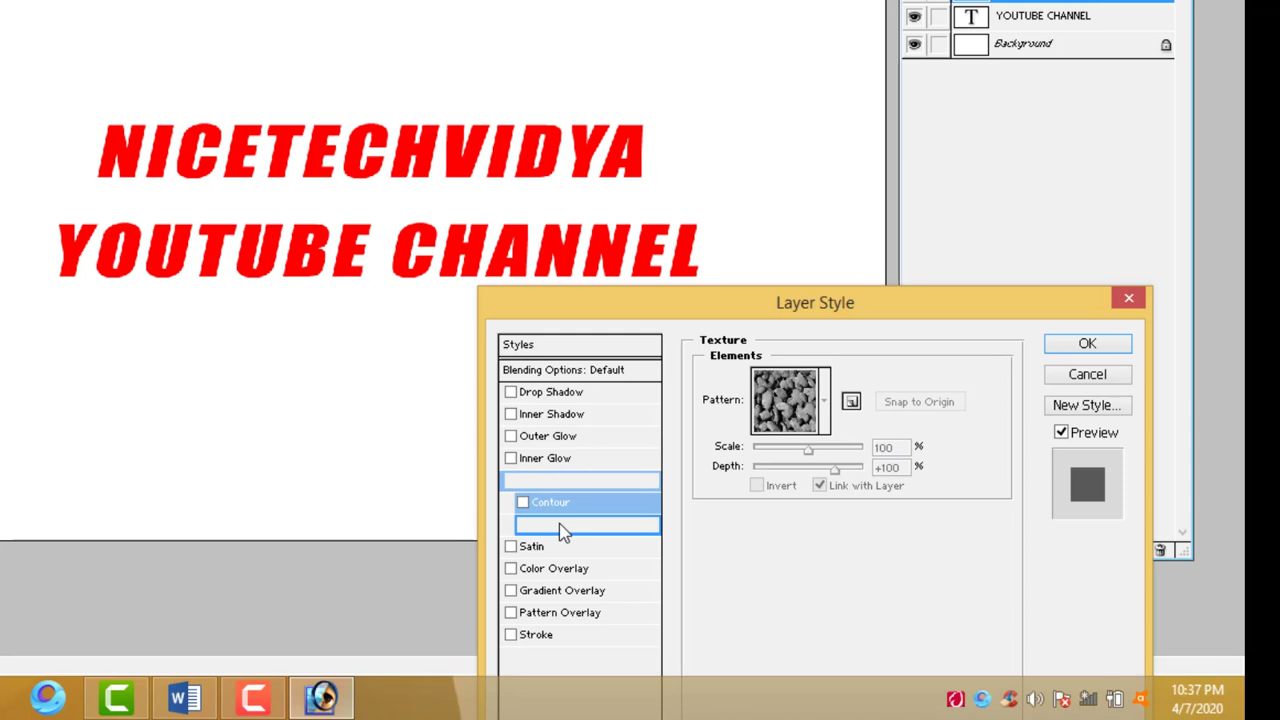 YOUTUBE CHANNEL
Background
NICETECHVIDYA
YOUTUBE CHANNEL
Layer Style
Styles
Blending Options: Default
Drop Shadow
Inner Shadow
Outer Glow
Inner Glow
Contour
Satin
Color Overlay
Gradient Overlay
Pattern Overlay
Stroke
Texture
Elements
Pattern:
Snap to Origin
Scale: 100 %
Depth: +100 %
Invert Link with Layer
OK
Cancel
New Style...
Preview
10:37 PM
4/7/2020